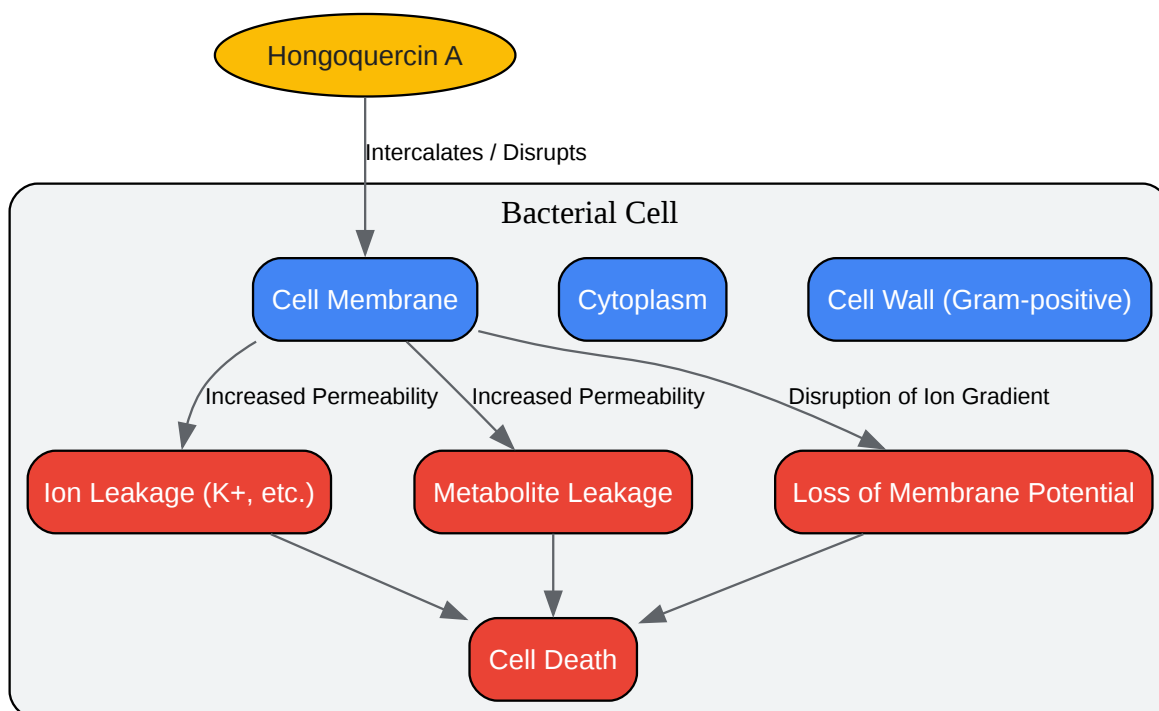 Hongoquercin A
Intercalates / Disrupts
Bacterial Cell
Cell Membrane
Cytoplasm
Cell Wall (Gram-positive)
Increased Permeability
Increased Permeability
Disruption of Ion Gradient
Ion Leakage (K+, etc.)
Metabolite Leakage
Loss of Membrane Potential
Cell Death